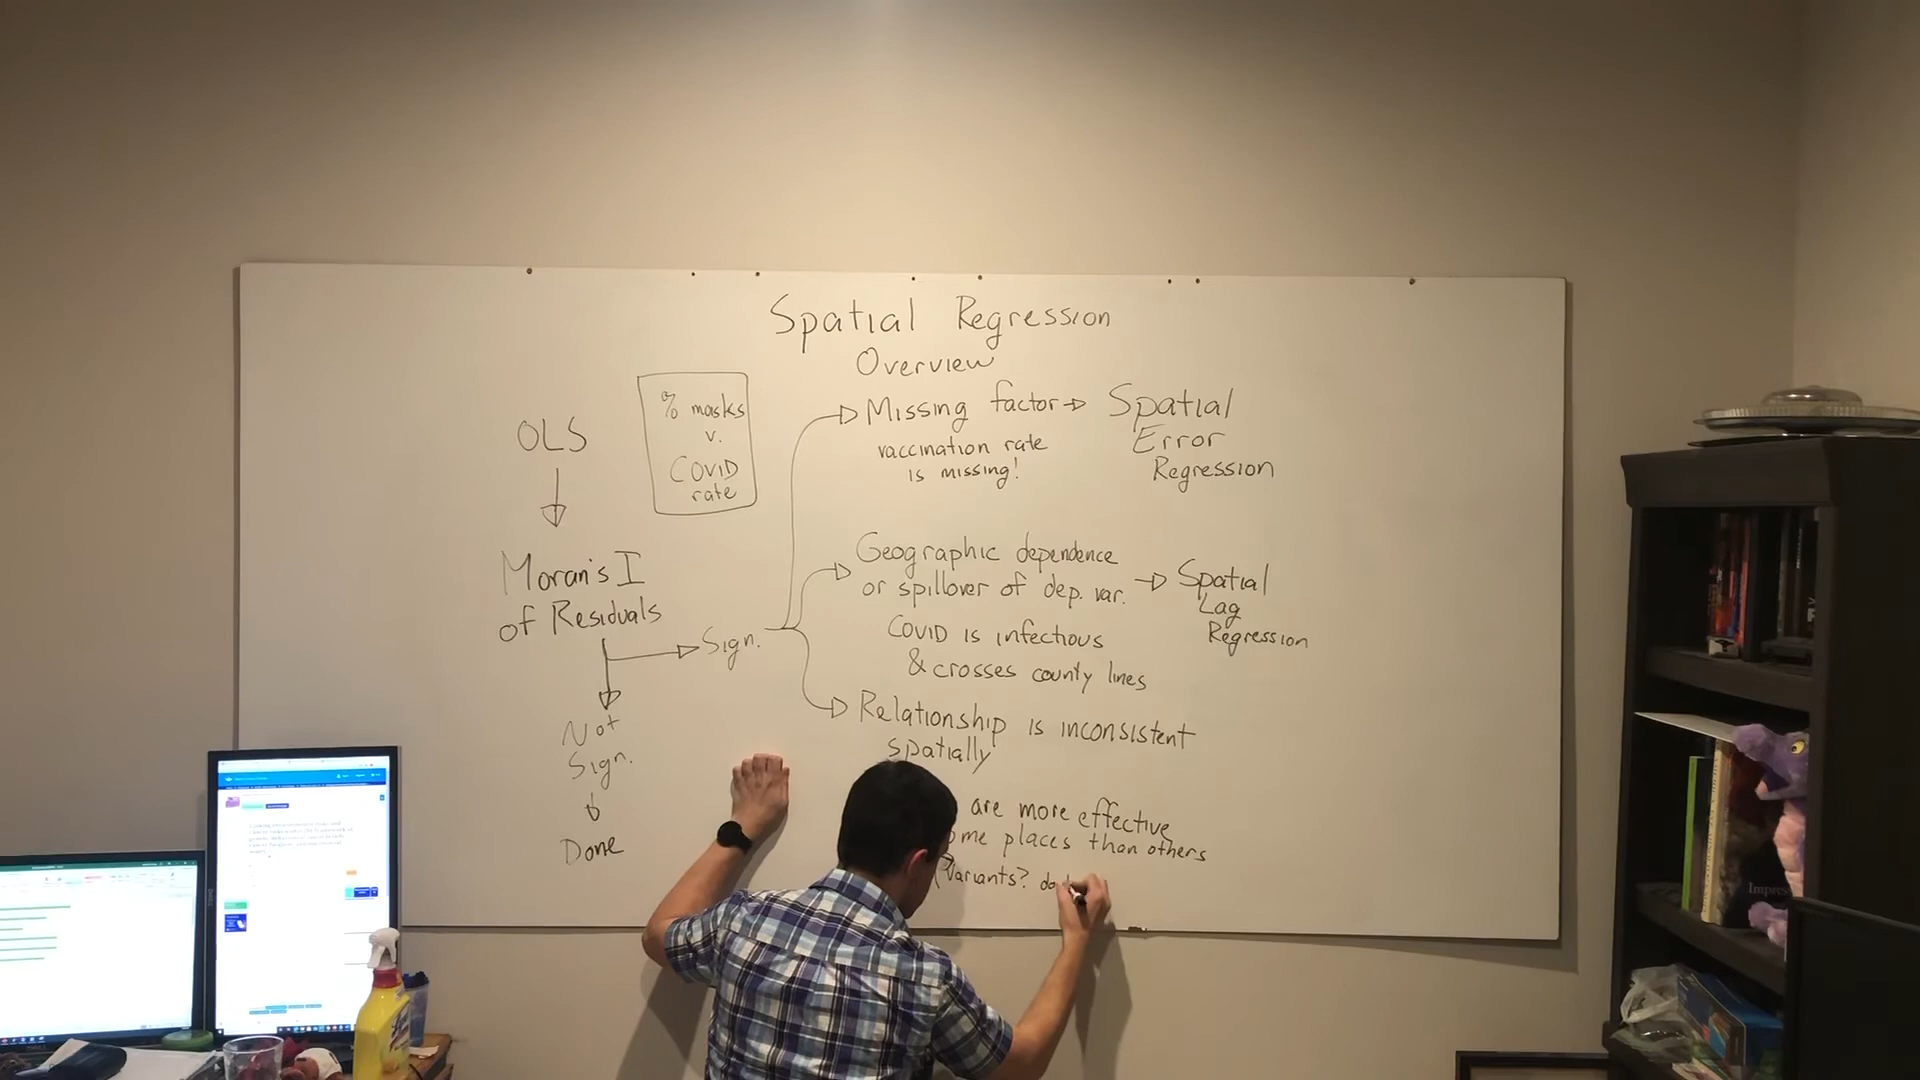 Spatial Regression
Overview
% masks
v.
COVID
rate
OLS
Moran's I
of Residuals
Sign.
Not
Sign.
Done
Missing factor → Spatial
Error
Regression
vaccination rate
is missing!
Geographic dependence
or spillover of dep. var. → Spatial
Lag
Regression
COVID is infectious
& crosses county lines
Relationship is inconsistent
spatially
are more effective
places than others
(Variants?
Impres